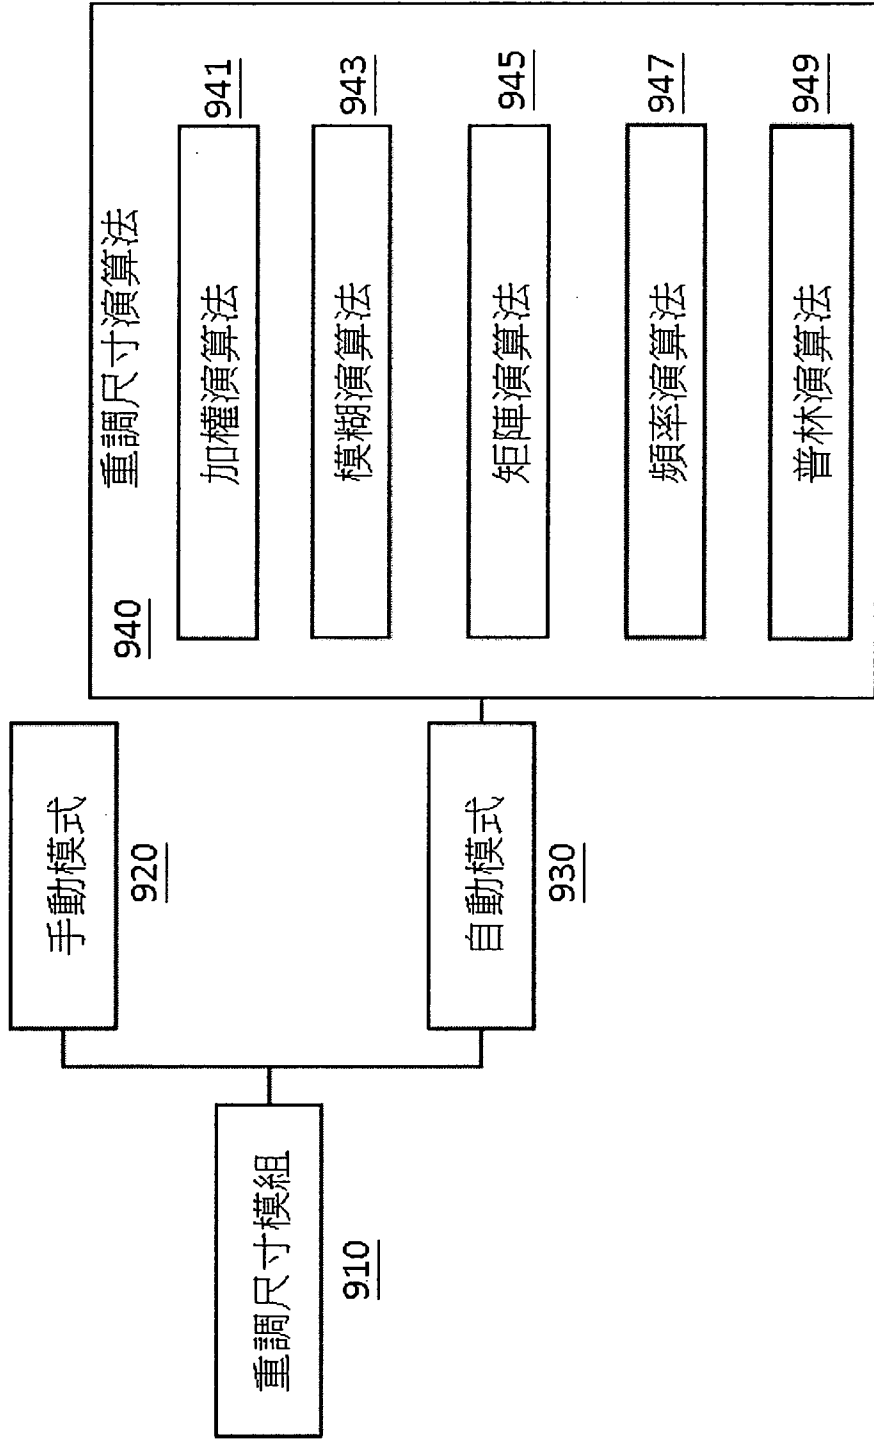 重調尺寸模組
910
手動模式
920
自動模式
930
940
重調尺寸演算法
加權演算法
941
模糊演算法
943
矩陣演算法
945
頻率演算法
947
普林演算法
949